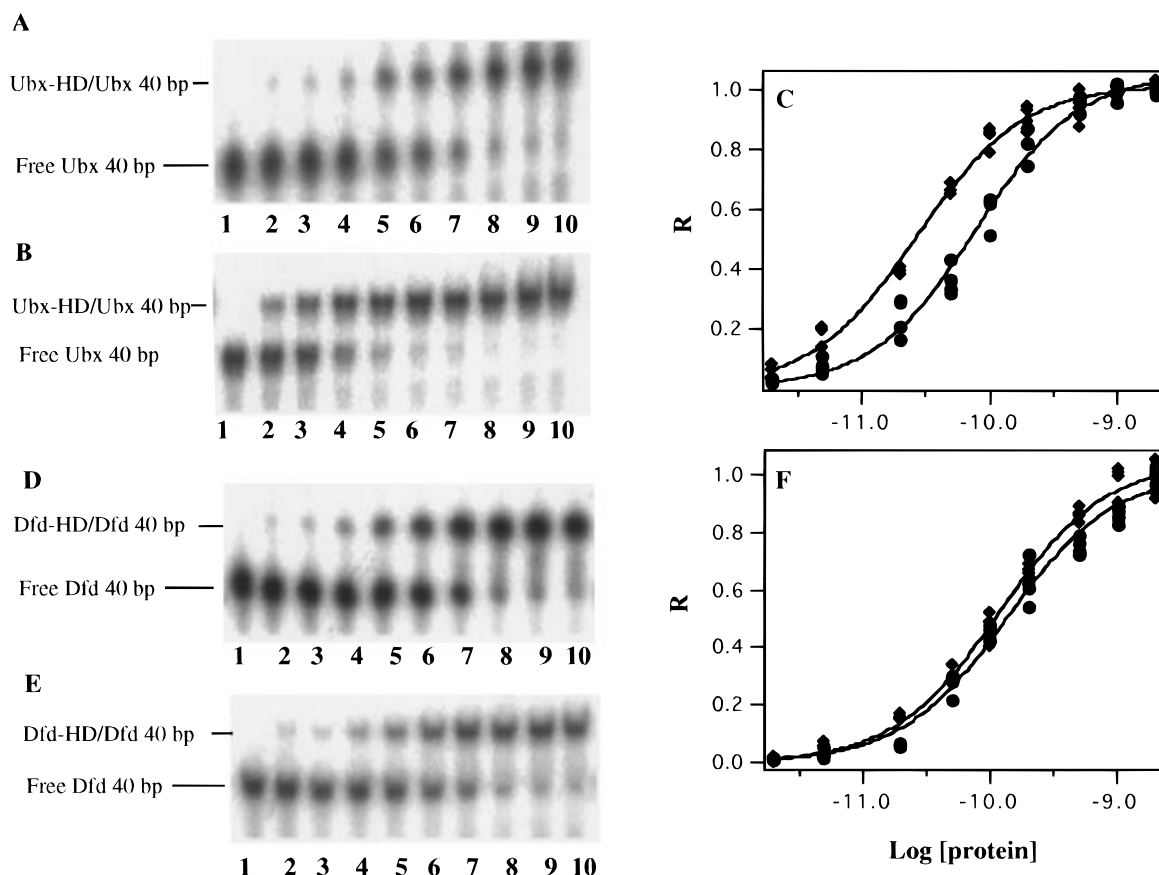 A
Ubx-HD/Ubx 40 bp
Free Ubx 40 bp
1 2 3 4 5 6 7 8 9 10
B
Ubx-HD/Ubx 40 bp
Free Ubx 40 bp
1 2 3 4 5 6 7 8 9 10
D
Dfd-HD/Dfd 40 bp
Free Dfd 40 bp
1 2 3 4 5 6 7 8 9 10
E
Dfd-HD/Dfd 40 bp
Free Dfd 40 bp
1 2 3 4 5 6 7 8 9 10
C
R
1.0
0.8
0.6
0.4
0.2
-11.0 -10.0 -9.0
F
R
1.0
0.8
0.6
0.4
0.2
0.0
-11.0 -10.0 -9.0
Log [protein]